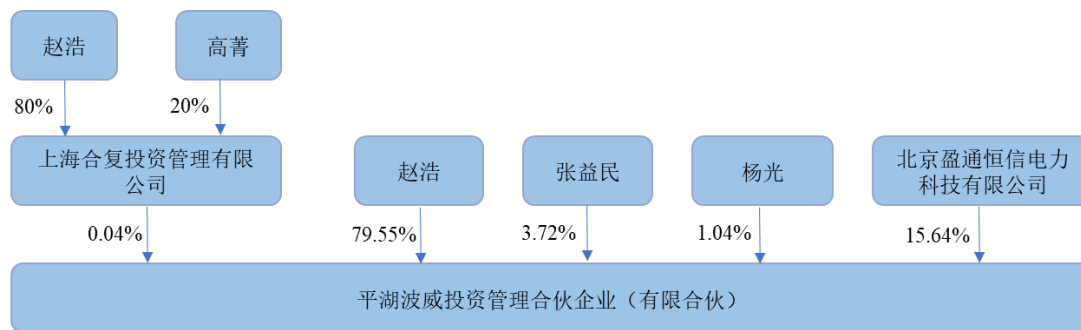 赵浩
高菁
80%
20%
上海合复投资管理有限
公司
赵浩
张益民
杨光
北京盈通恒信电力
科技有限公司
0.04%
79.55%
3.72%
1.04%
15.64%
平湖波威投资管理合伙企业（有限合伙）